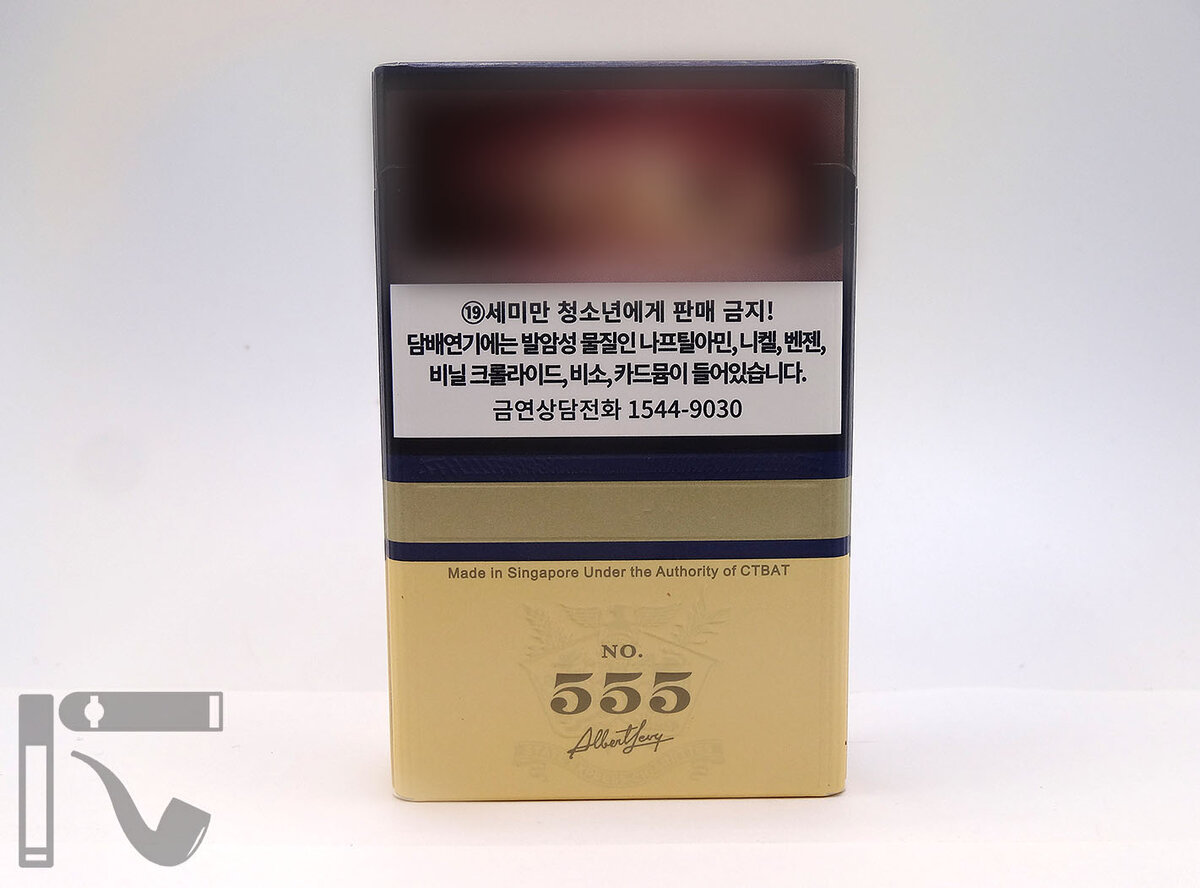 ⑲세미만 청소년에게 판매 금지!
담배연기에는 발암성 물질인 나프틸아민, 니켈, 벤젠,
비닐 크롤라이드, 비소, 카드뮴이 들어있습니다.
금연상담전화 1544-9030
Made in Singapore Under the Authority of CTBAT
NO.
555
Albert Levy